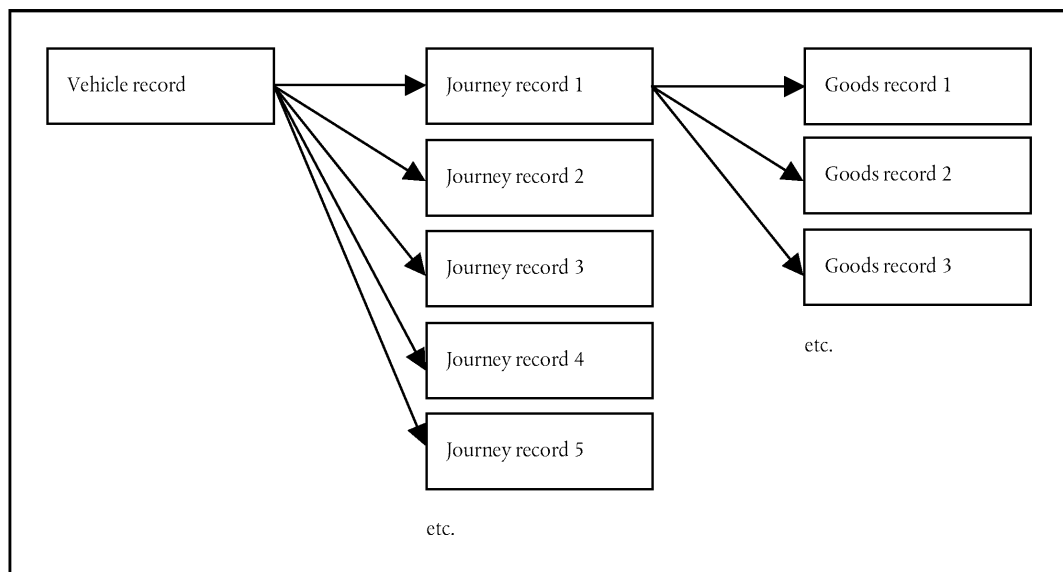 Vehicle record
Journey record 1
Journey record 2
Journey record 3
Journey record 4
Journey record 5
etc.
Goods record 1
Goods record 2
Goods record 3
etc.